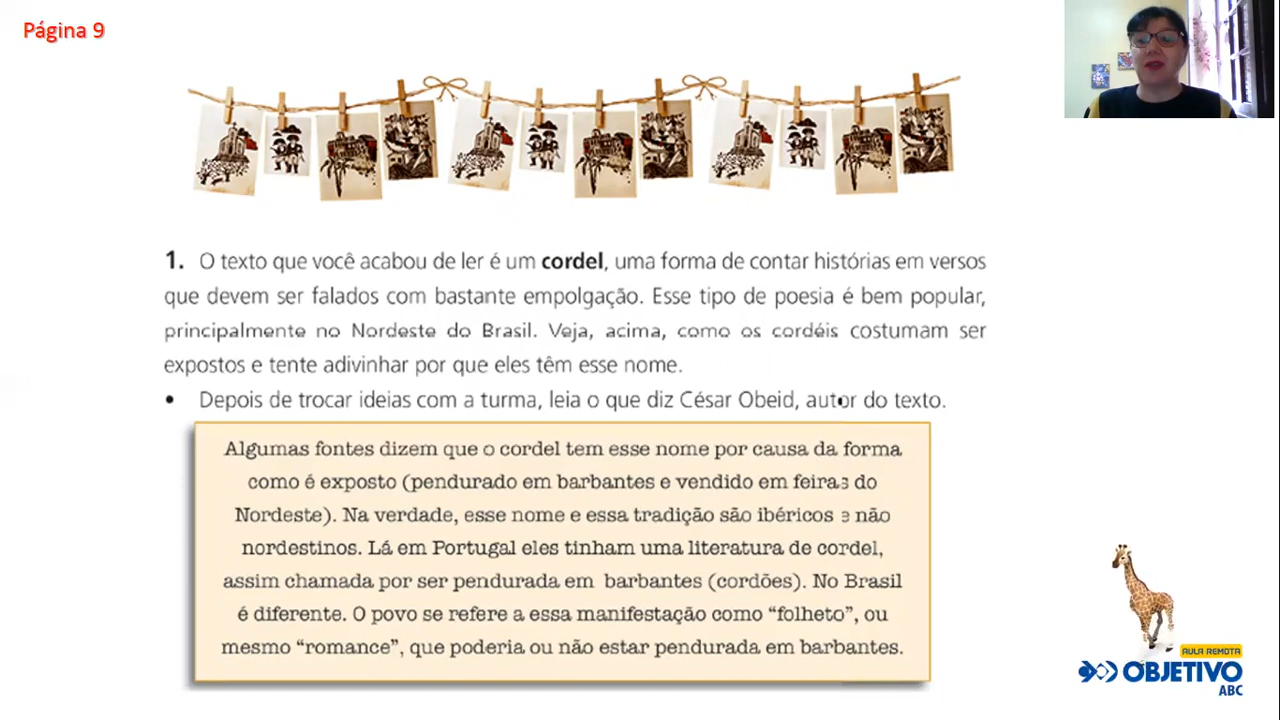 Página 9
1. O texto que você acabou de ler é um cordel, uma forma de contar histórias em versos
que devem ser falados com bastante empolgação. Esse tipo de poesia é bem popular,
principalmente no Nordeste do Brasil. Veja, acima, como os cordéis costumam ser
expostos e tente adivinhar por que eles têm esse nome.
• Depois de trocar ideias com a turma, leia o que diz César Obeid, autor do texto.
Algumas fontes dizem que o cordel tem esse nome por causa da forma
como é exposto (pendurado em barbantes e vendido em feiras do
Nordeste). Na verdade, esse nome e essa tradição são ibéricos e não
nordestinos. Lá em Portugal eles tinham uma literatura de cordel,
assim chamada por ser pendurada em barbantes (cordões). No Brasil
é diferente. O povo se refere a essa manifestação como “folheto”, ou
mesmo “romance”, que poderia ou não estar pendurada em barbantes.
AULA REMOTA
OBJETIVO
ABC